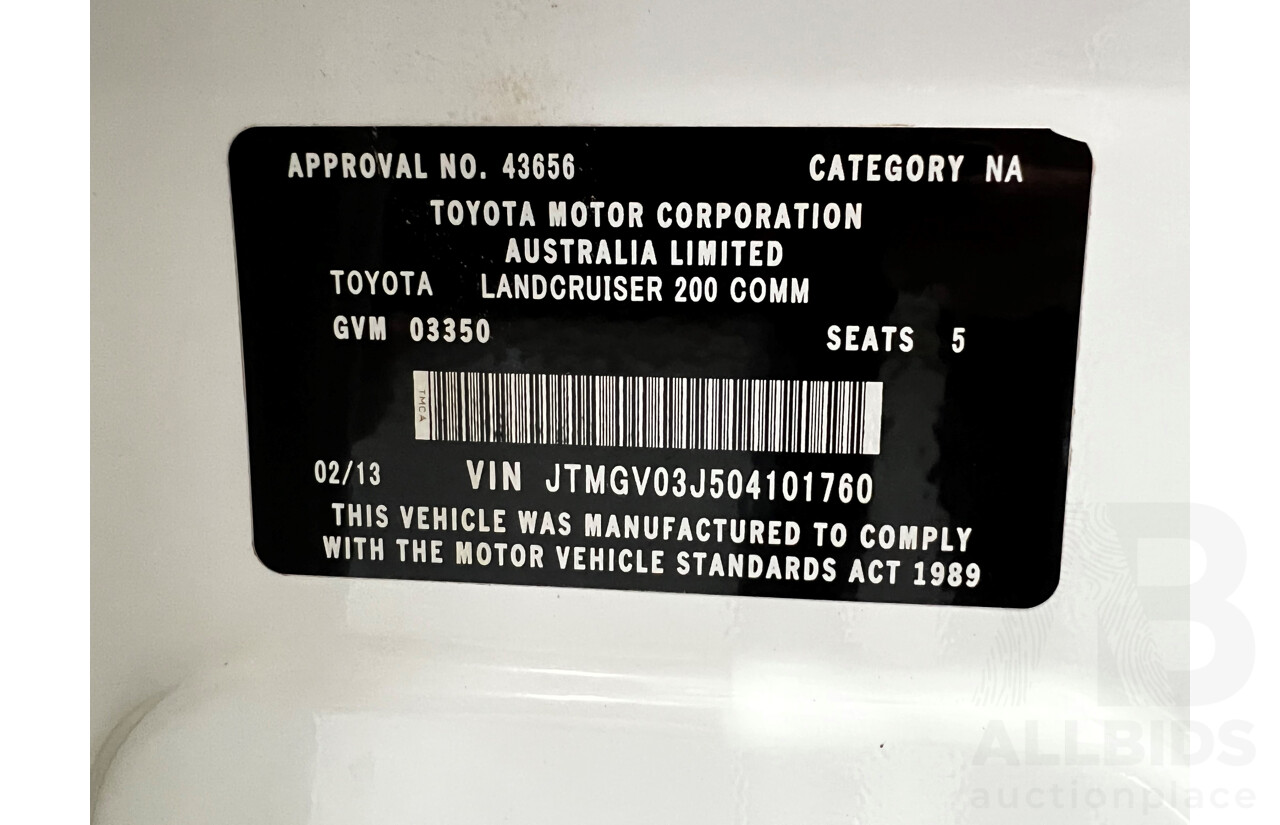 APPROVAL NO. 43656 CATEGORY NA
TOYOTA MOTOR CORPORATION
AUSTRALIA LIMITED
TOYOTA LANDCRUISER 200 COMM
GVM 03350 SEATS 5
TMCA
02/13 VIN JTMGV03J504101760
THIS VEHICLE WAS MANUFACTURED TO COMPLY
WITH THE MOTOR VEHICLE STANDARDS ACT 1989
B
ALLBIDS
auctionplace